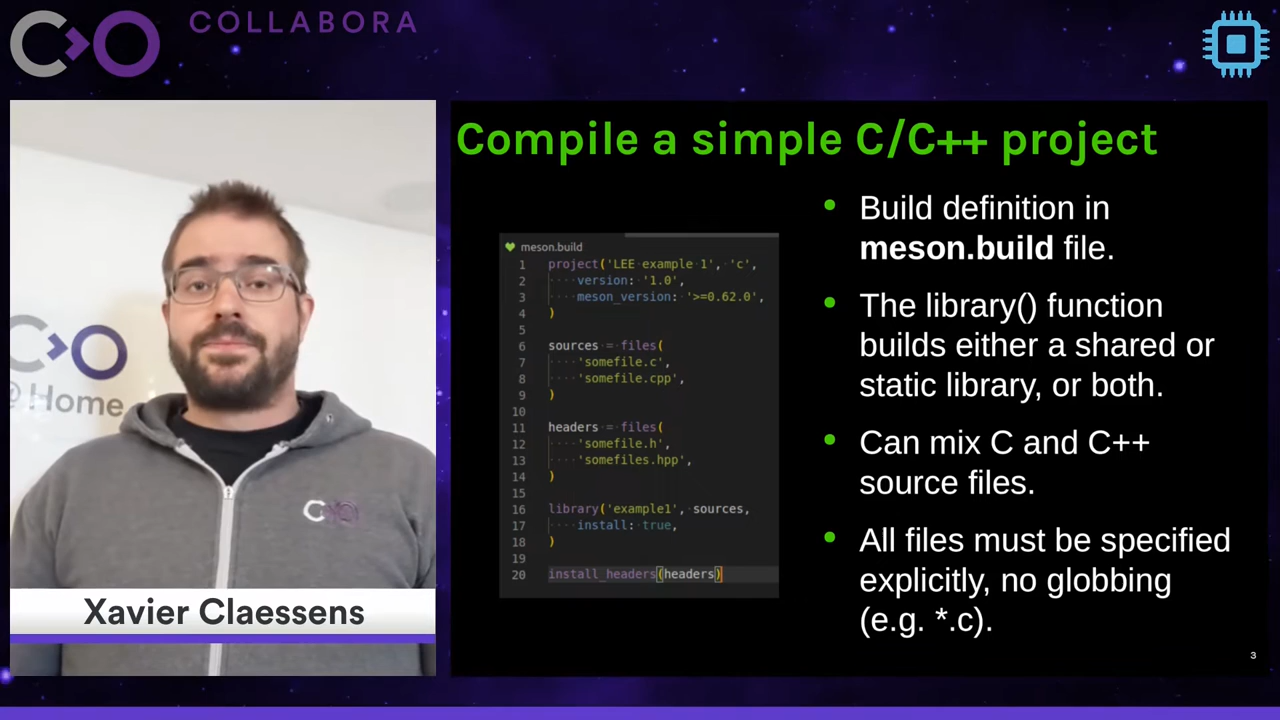 COLLABORA
Compile a simple C/C++ project
meson.build
1 project('LEE example 1', 'c',
2 version: '1.0',
3 meson_version: '>=0.62.0',
4 )
5
6 sources = files(
7 'somefile.c',
8 'somefile.cpp',
9 )
10
11 headers = files(
12 'somefile.h',
13 'somefiles.hpp',
14 )
15
16 library('example1', sources,
17 install: true,
18 )
19
20 install_headers(headers)
Build definition in
meson.build file.
The library() function
builds either a shared or
static library, or both.
Can mix C and C++
source files.
All files must be specified
explicitly, no globbing
(e.g. *.c).
3
@ Home
Xavier Claessens